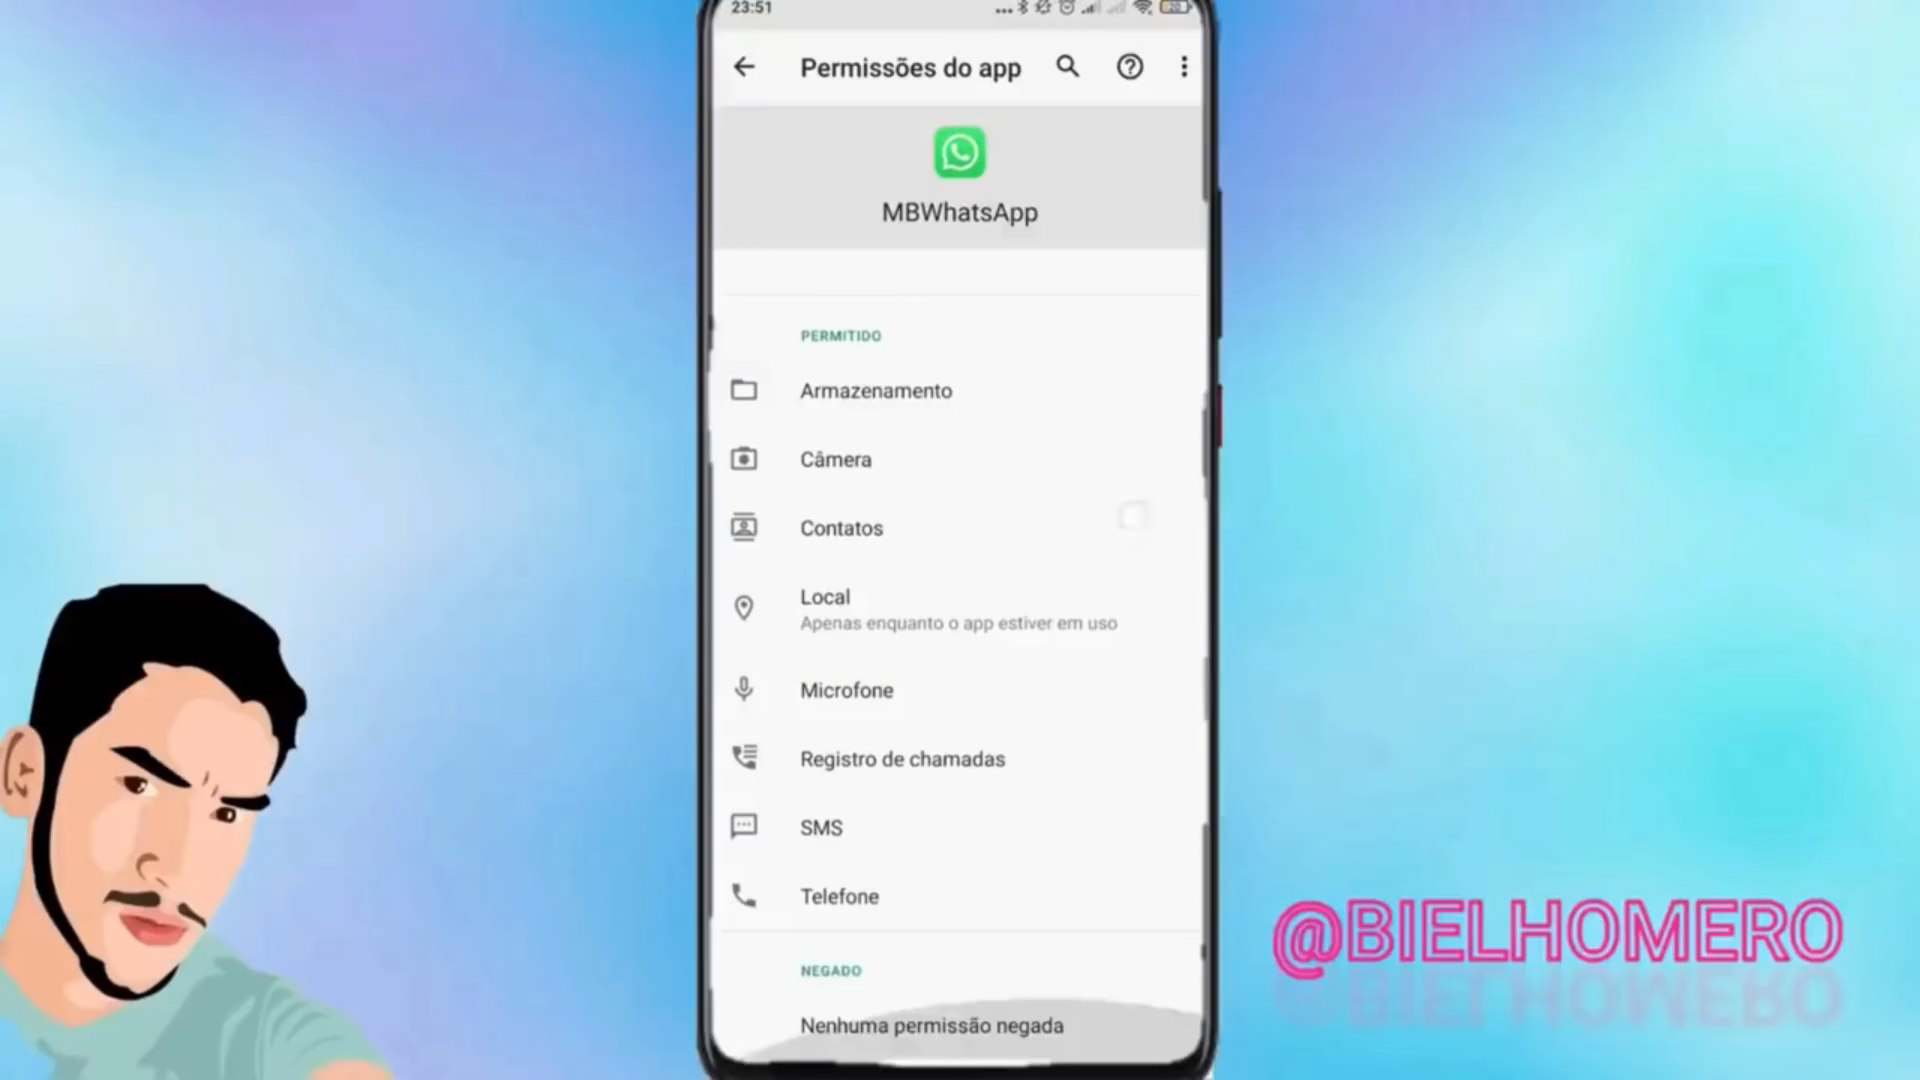 23:51
Permissões do app
MBWhatsApp
PERMITIDO
Armazenamento
Câmera
Contatos
Local
Apenas enquanto o app estiver em uso
Microfone
Registro de chamadas
SMS
Telefone
NEGADO
Nenhuma permissão negada
@BIELHOMERO